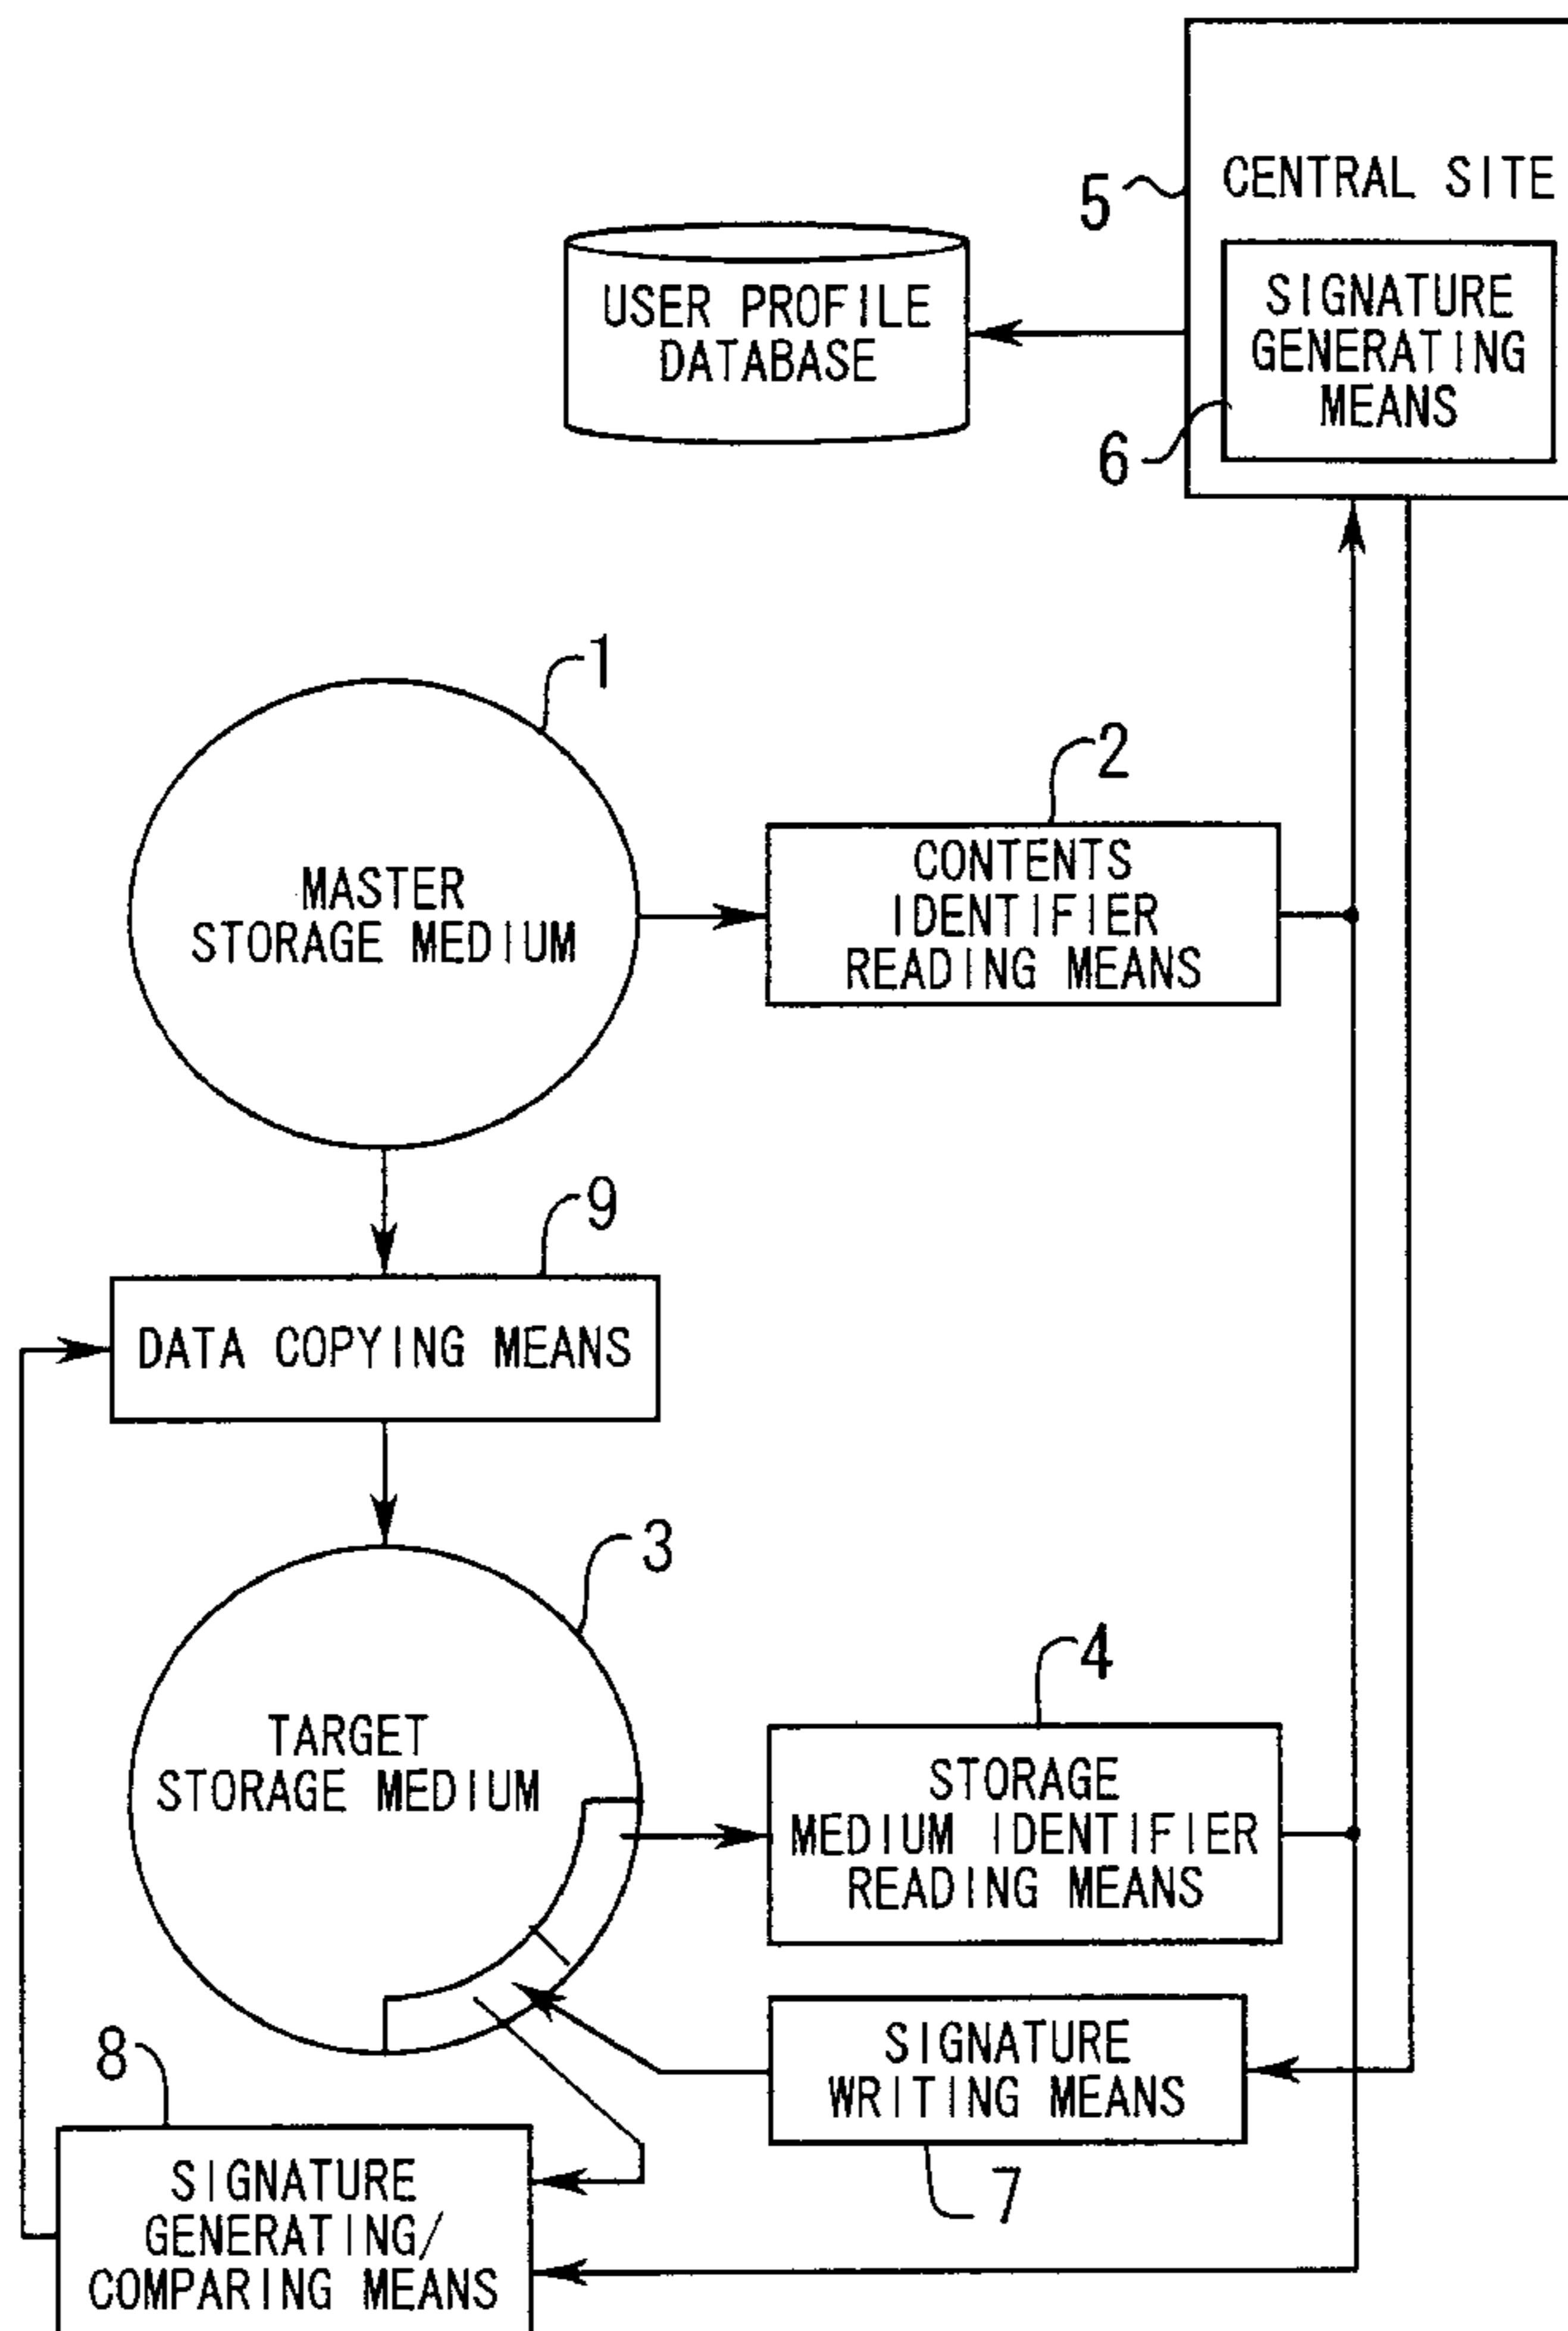 5
CENTRAL SITE
SIGNATURE
GENERATING
MEANS
6
USER PROFILE
DATABASE
1
MASTER
STORAGE MEDIUM
2
CONTENTS
IDENTIFIER
READING MEANS
9
DATA COPYING MEANS
3
TARGET
STORAGE MEDIUM
4
STORAGE
MEDIUM IDENTIFIER
READING MEANS
SIGNATURE
WRITING MEANS
7
8
SIGNATURE
GENERATING/
COMPARING MEANS